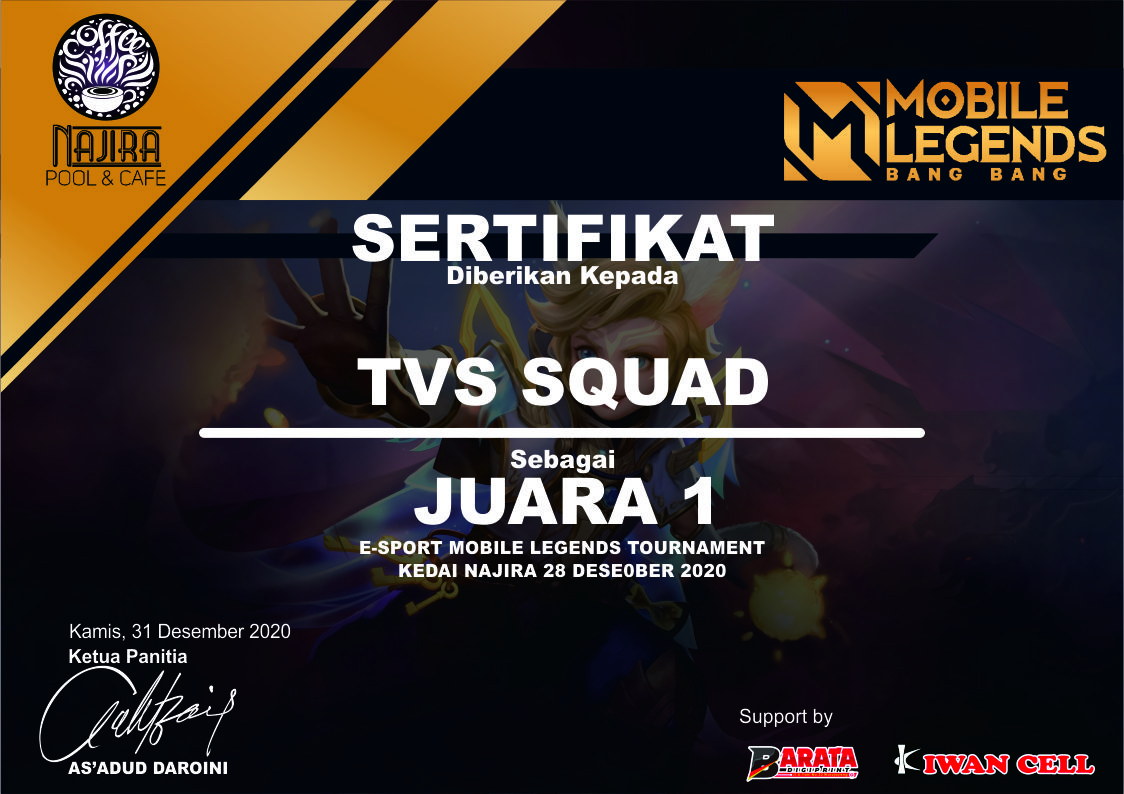 Coffee
NAJIRA
POOL & CAFE
MOBILE
LEGENDS
BANG BANG
SERTIFIKAT
Diberikan Kepada
TVS SQUAD
Sebagai
JUARA 1
E-SPORT MOBILE LEGENDS TOURNAMENT
KEDAI NAJIRA 28 DESE0BER 2020
Kamis, 31 Desember 2020
Ketua Panitia
AS’ADUD DAROINI
Support by
BARATA
DIGIPRINT
KIWAN CELL